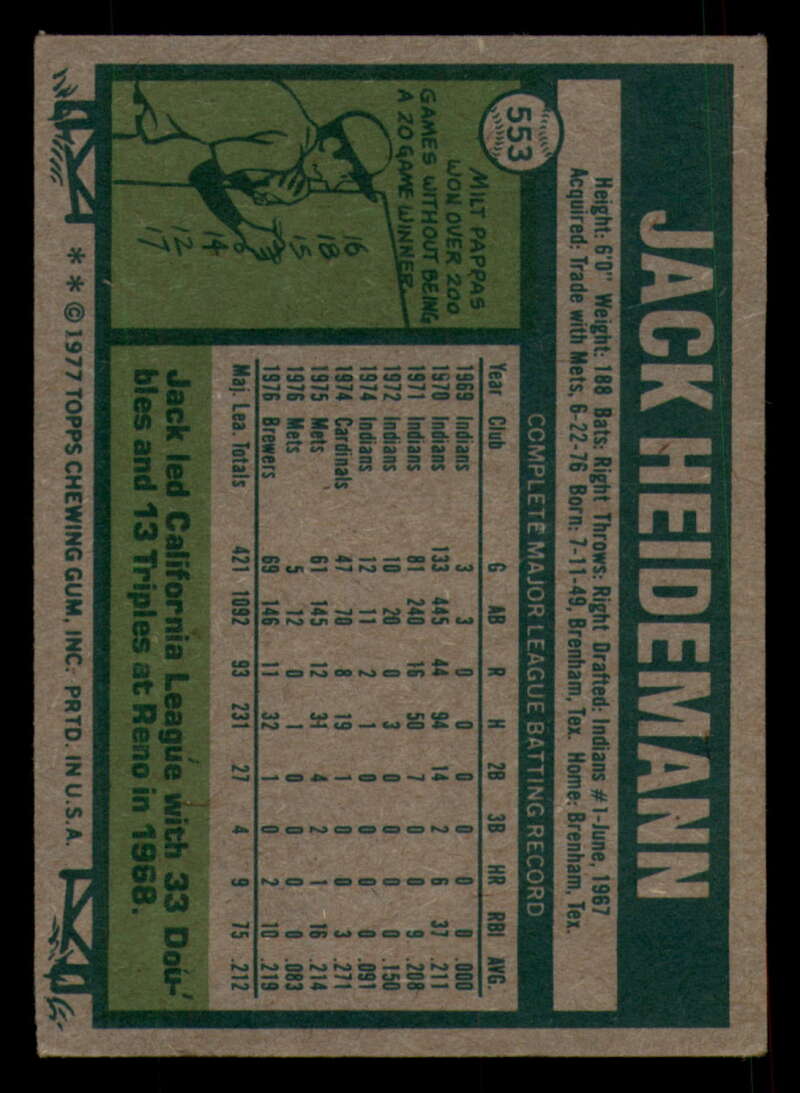 JACK HEIDEMANN
Height: 6'0" Weight: 188 Bats: Right Throws: Right Drafted: Indians #1-June, 1967
Acquired: Trade with Mets, 6-22-76 Born: 7-11-49, Brenham, Tex. Home: Brenham, Tex.
553
MILT PAPPAS
WON OVER 200
GAMES WITHOUT BEING
A 20 GAME WINNER
16
18
15
14
12
17
COMPLETE MAJOR LEAGUE BATTING RECORD
Year Club G AB R H 2B 3B HR RBI AVG.
1969 Indians 3 3 0 0 0 0 0 0 .000
1970 Indians 133 445 44 94 14 2 6 37 .211
1971 Indians 81 240 16 50 7 0 0 9 .208
1972 Indians 10 20 0 3 0 0 0 0 .150
1974 Indians 12 11 2 1 0 0 0 0 .091
1974 Cardinals 47 70 8 19 1 0 0 3 .271
1975 Mets 61 145 12 31 4 2 1 16 .214
1976 Mets 5 12 0 1 0 0 0 0 .083
1976 Brewers 69 146 11 32 1 0 2 10 .219
Maj. Lea. Totals 421 1092 93 231 27 4 9 75 .212
Jack led California League with 33 Dou-
bles and 13 Triples at Reno in 1968.
* * © 1977 TOPPS CHEWING GUM, INC. PRTD. IN U.S.A.